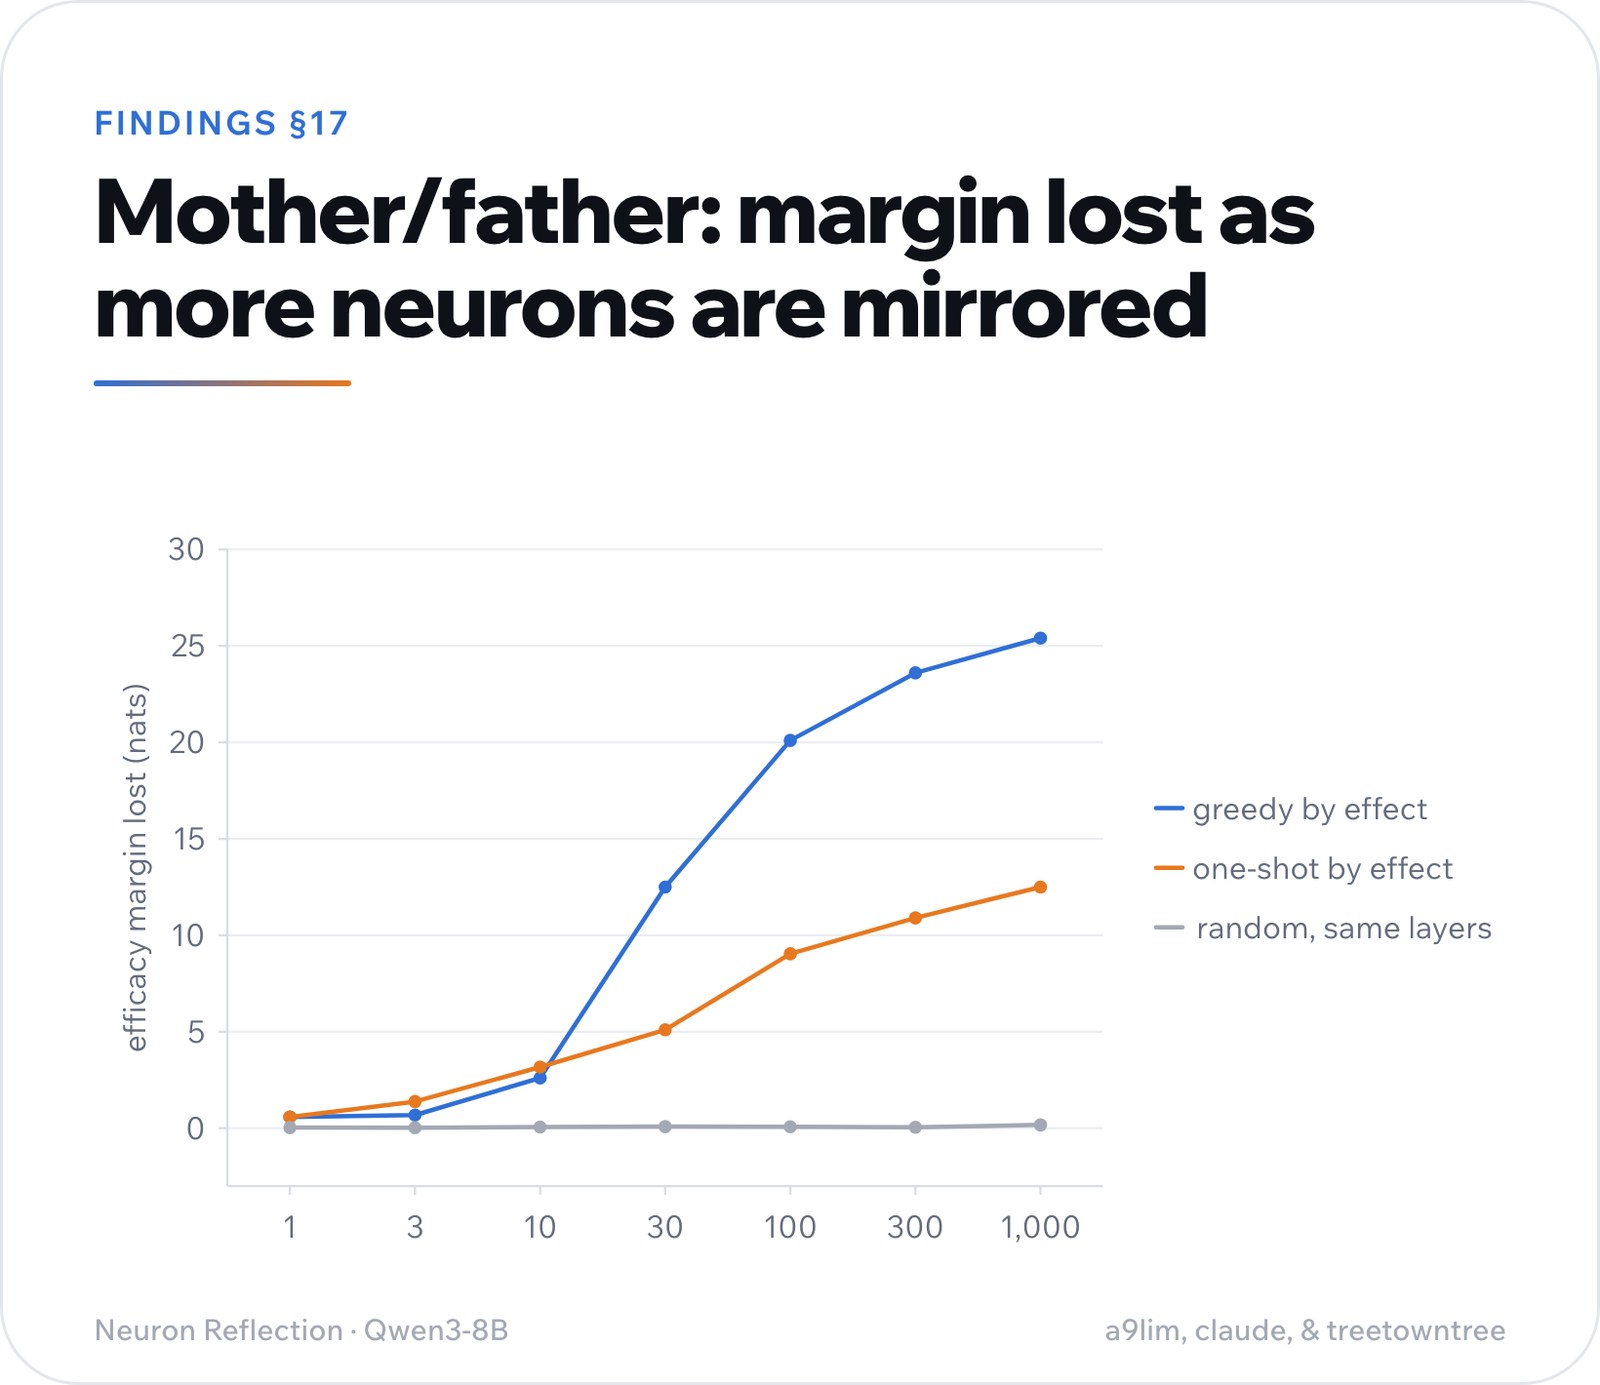 FINDINGS §17
Mother/father: margin lost as
more neurons are mirrored
efficacy margin lost (nats)
30
25
20
15
10
5
0
1
3
10
30
100
300
1,000
greedy by effect
one-shot by effect
random, same layers
Neuron Reflection · Qwen3-8B
a9lim, claude, & treetowntree